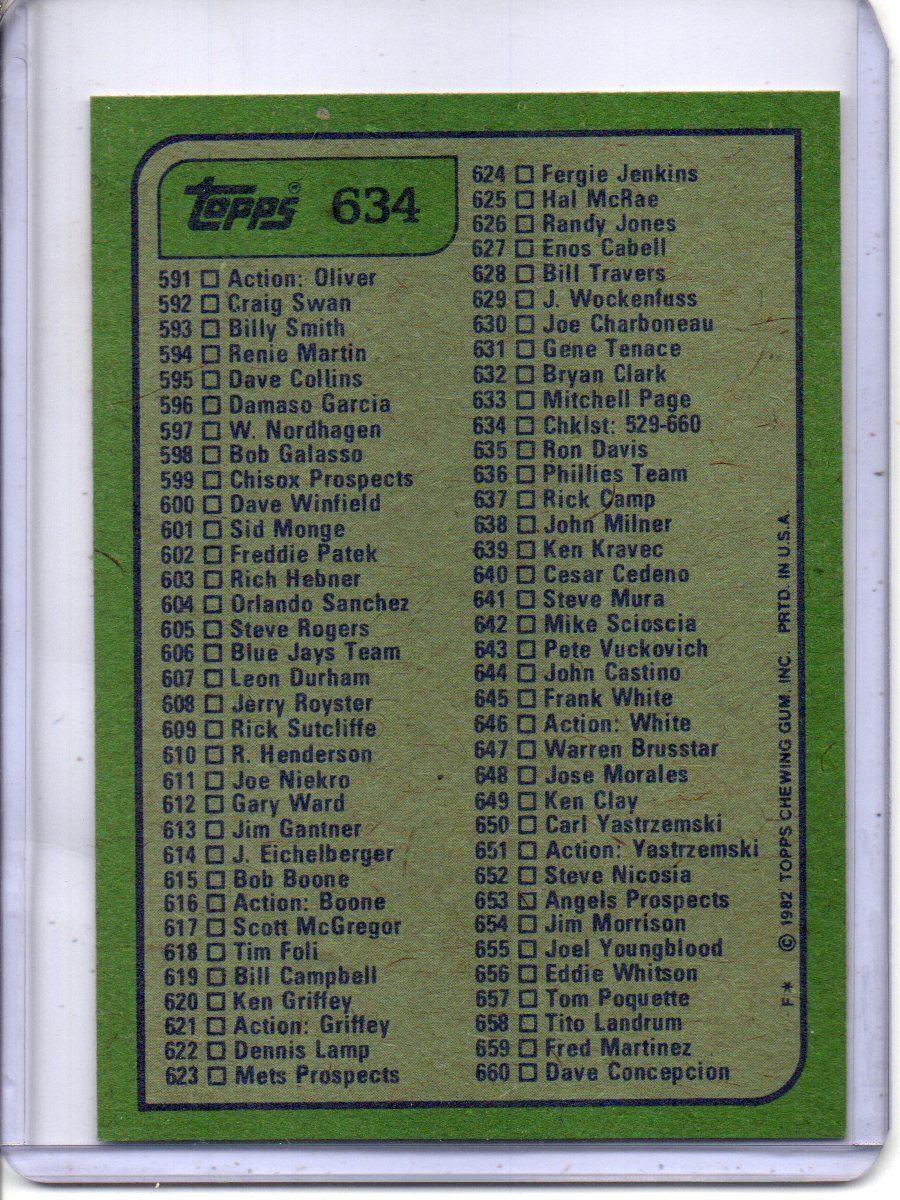 Topps® 634
591 ☐ Action: Oliver
592 ☐ Craig Swan
593 ☐ Billy Smith
594 ☐ Renie Martin
595 ☐ Dave Collins
596 ☐ Damaso Garcia
597 ☐ W. Nordhagen
598 ☐ Bob Galasso
599 ☐ Chisox Prospects
600 ☐ Dave Winfield
601 ☐ Sid Monge
602 ☐ Freddie Patek
603 ☐ Rich Hebner
604 ☐ Orlando Sanchez
605 ☐ Steve Rogers
606 ☐ Blue Jays Team
607 ☐ Leon Durham
608 ☐ Jerry Royster
609 ☐ Rick Sutcliffe
610 ☐ R. Henderson
611 ☐ Joe Niekro
612 ☐ Gary Ward
613 ☐ Jim Gantner
614 ☐ J. Eichelberger
615 ☐ Bob Boone
616 ☐ Action: Boone
617 ☐ Scott McGregor
618 ☐ Tim Foli
619 ☐ Bill Campbell
620 ☐ Ken Griffey
621 ☐ Action: Griffey
622 ☐ Dennis Lamp
623 ☐ Mets Prospects
624 ☐ Fergie Jenkins
625 ☐ Hal McRae
626 ☐ Randy Jones
627 ☐ Enos Cabell
628 ☐ Bill Travers
629 ☐ J. Wockenfuss
630 ☐ Joe Charboneau
631 ☐ Gene Tenace
632 ☐ Bryan Clark
633 ☐ Mitchell Page
634 ☐ Chklst: 529-660
635 ☐ Ron Davis
636 ☐ Phillies Team
637 ☐ Rick Camp
638 ☐ John Milner
639 ☐ Ken Kravec
640 ☐ Cesar Cedeno
641 ☐ Steve Mura
642 ☐ Mike Scioscia
643 ☐ Pete Vuckovich
644 ☐ John Castino
645 ☐ Frank White
646 ☐ Action: White
647 ☐ Warren Brusstar
648 ☐ Jose Morales
649 ☐ Ken Clay
650 ☐ Carl Yastrzemski
651 ☐ Action: Yastrzemski
652 ☐ Steve Nicosia
653 ☐ Angels Prospects
654 ☐ Jim Morrison
655 ☐ Joel Youngblood
656 ☐ Eddie Whitson
657 ☐ Tom Poquette
658 ☐ Tito Landrum
659 ☐ Fred Martinez
660 ☐ Dave Concepcion
F* © 1982 TOPPS CHEWING GUM, INC. PRTD. IN U.S.A.